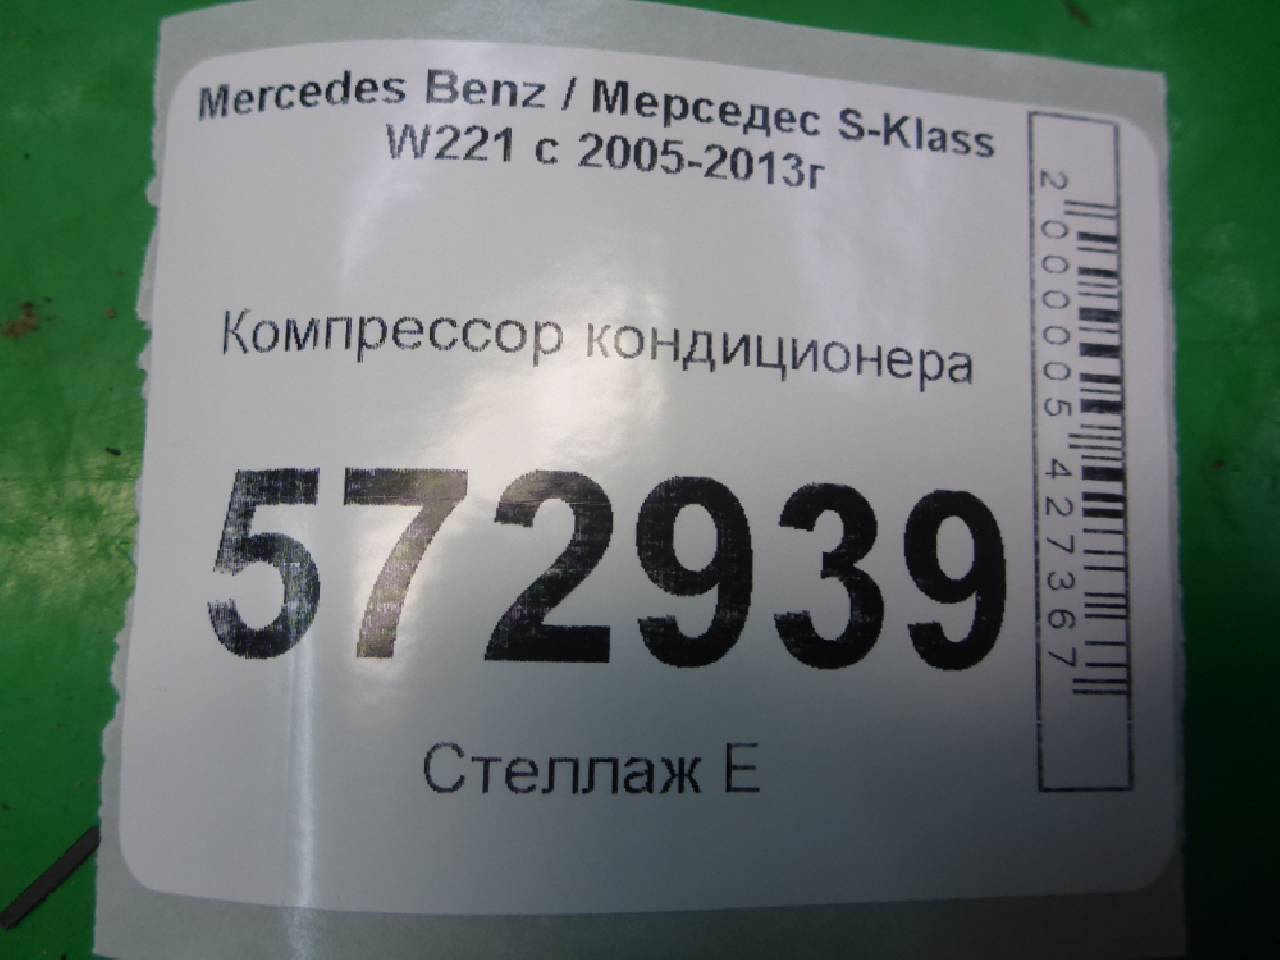 Mercedes Benz / Мерседес S-Klass
W221 с 2005-2013г
Компрессор кондиционера
572939
Стеллаж Е
2000005427367